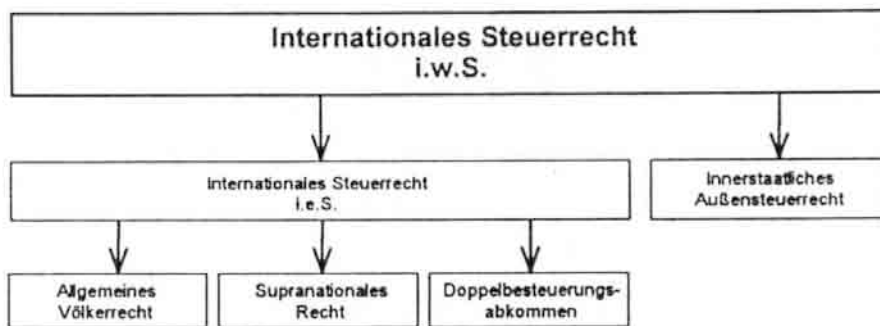 Internationales Steuerrecht
i.w.S.
Internationales Steuerrecht
i.e.S.
Innerstaatliches
Außensteuerrecht
Allgemeines
Völkerrecht
Supranationales
Recht
Doppelbesteuerungs-
abkommen